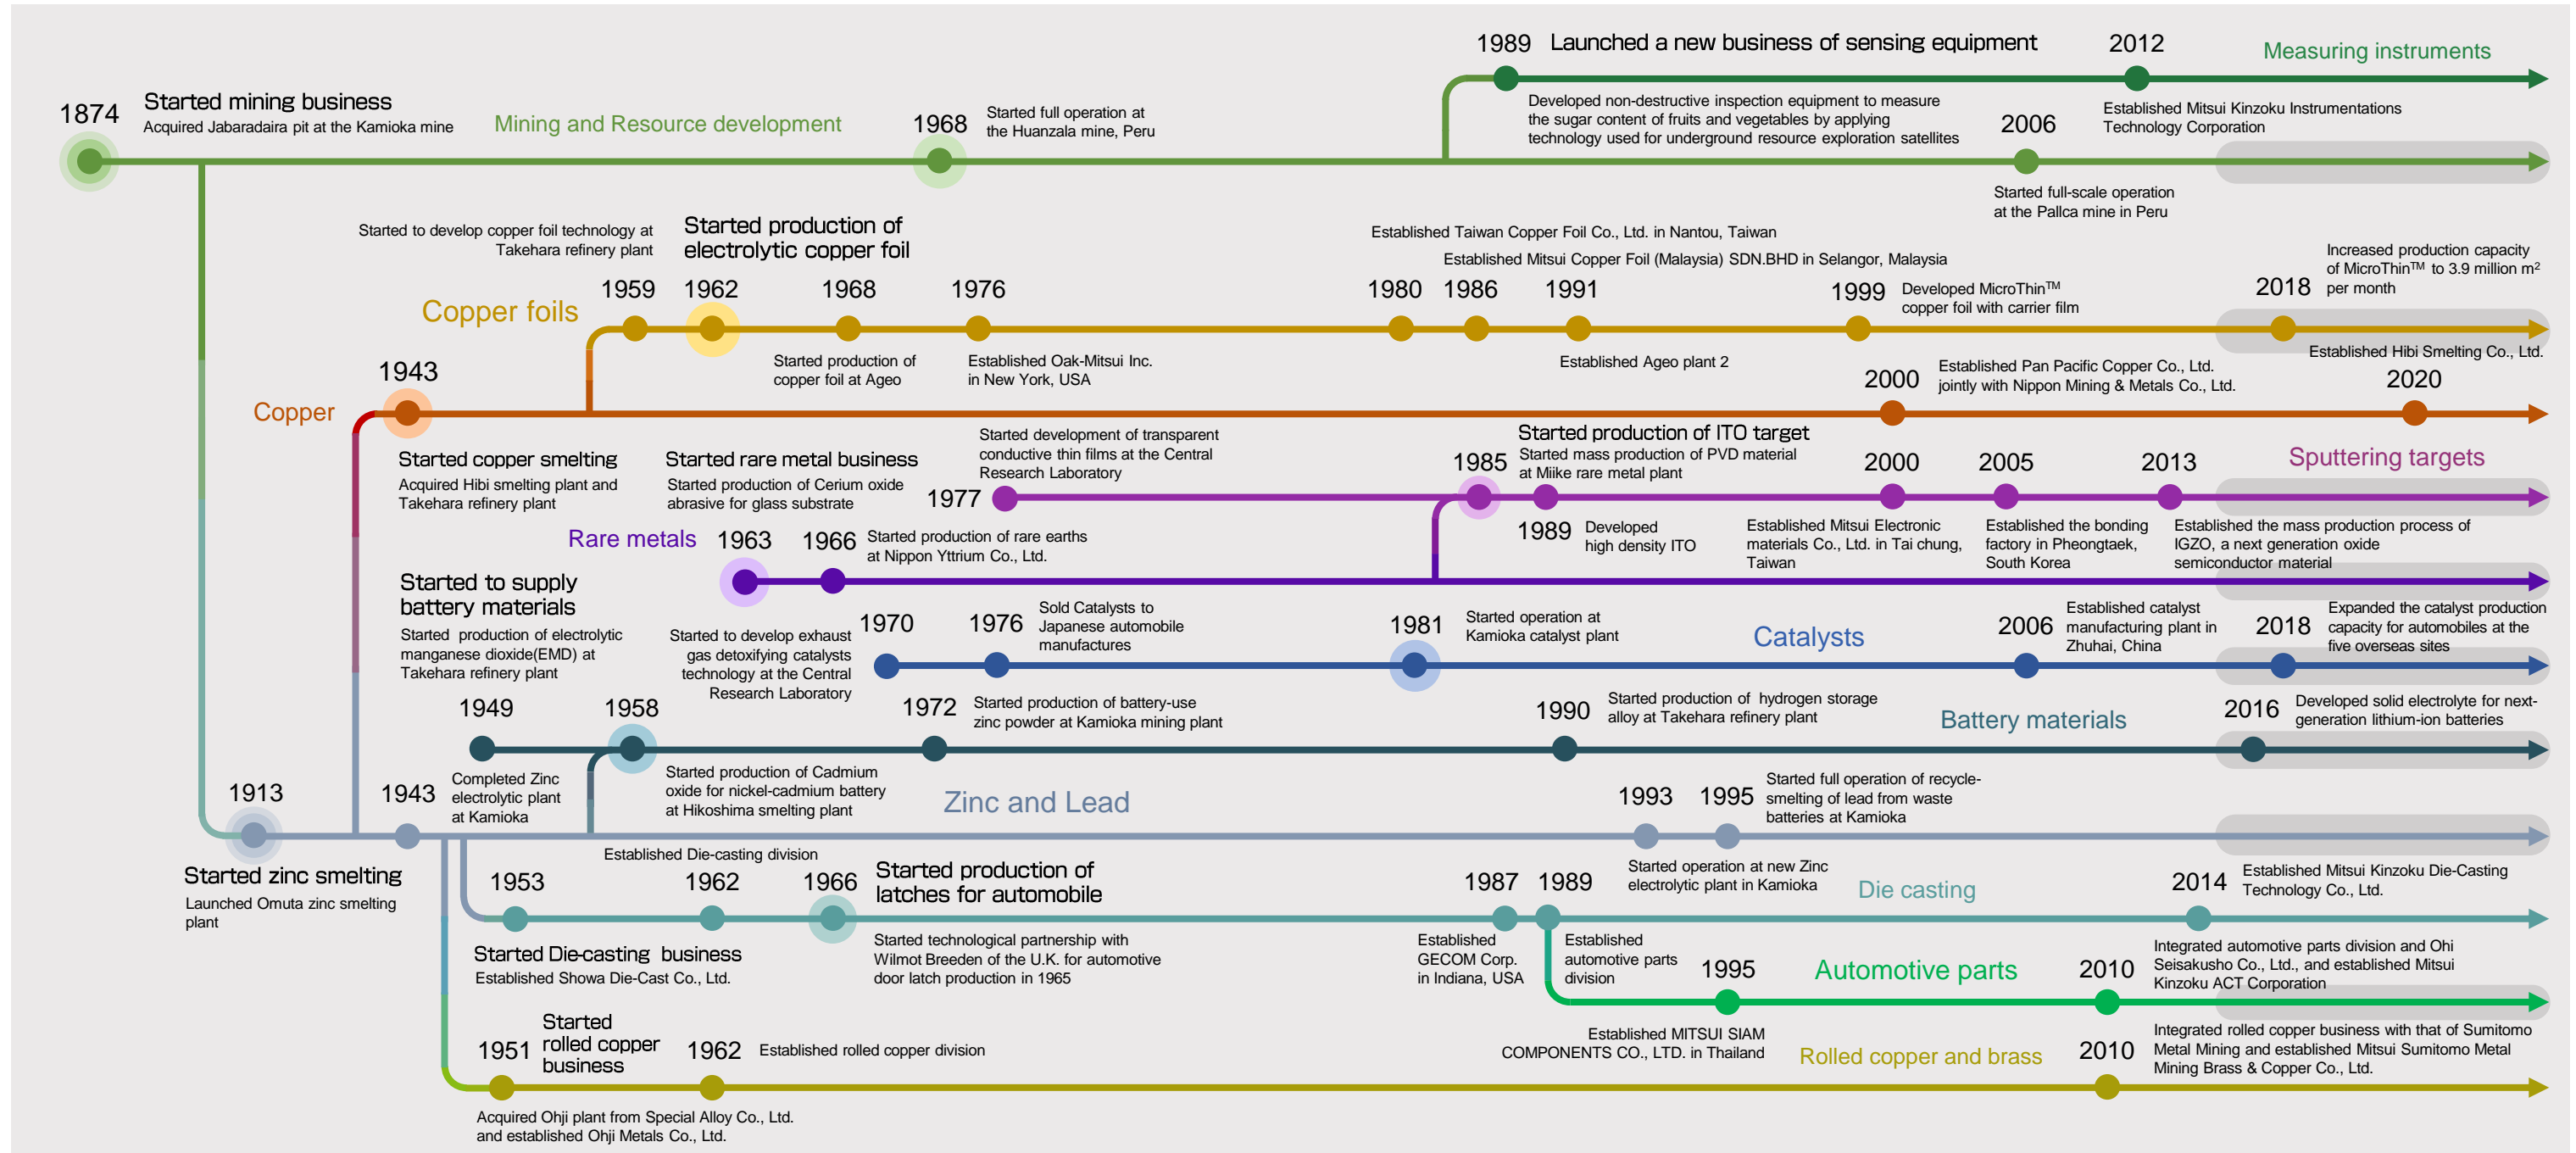 1989
Launched a new business of sensing equipment
2012
Measuring instruments
Developed non-destructive inspection equipment to measure
the sugar content of fruits and vegetables by applying
technology used for underground resource exploration satellites
Established Mitsui Kinzoku Instrumentations
Technology Corporation
1874
Started mining business
Acquired Jabaradaira pit at the Kamioka mine
Mining and Resource development
1968
Started full operation at
the Huanzala mine, Peru
2006
Started full-scale operation
at the Pallca mine in Peru
Copper foils
Started to develop copper foil technology at
Takehara refinery plant
1959
Started production of
electrolytic copper foil
1962
1968
Started production of
copper foil at Ageo
1976
Established Oak-Mitsui Inc.
in New York, USA
Established Taiwan Copper Foil Co., Ltd. in Nantou, Taiwan
1980
Established Mitsui Copper Foil (Malaysia) SDN.BHD in Selangor, Malaysia
1986
1991
Established Ageo plant 2
1999
Developed MicroThin™
copper foil with carrier film
2018
Increased production capacity
of MicroThin™ to 3.9 million m²
per month
Copper
1943
Started copper smelting
Acquired Hibi smelting plant and
Takehara refinery plant
2000
Established Pan Pacific Copper Co., Ltd.
jointly with Nippon Mining & Metals Co., Ltd.
Established Hibi Smelting Co., Ltd.
2020
1977
Started development of transparent
conductive thin films at the Central
Research Laboratory
1985
Started production of ITO target
Started mass production of PVD material
at Miike rare metal plant
1989
Developed
high density ITO
2000
Established Mitsui Electronic
materials Co., Ltd. in Tai chung,
Taiwan
2005
Established the bonding
factory in Pheongtaek,
South Korea
2013
Established the mass production process of
IGZO, a next generation oxide
semiconductor material
Sputtering targets
Rare metals
Started rare metal business
Started production of Cerium oxide
abrasive for glass substrate
1963
1966
Started production of rare earths
at Nippon Yttrium Co., Ltd.
Started to develop exhaust
gas detoxifying catalysts
technology at the Central
Research Laboratory
1970
1976
Sold Catalysts to
Japanese automobile
manufactures
1981
Started operation at
Kamioka catalyst plant
Catalysts
2006
Established catalyst
manufacturing plant in
Zhuhai, China
2018
Expanded the catalyst production
capacity for automobiles at the
five overseas sites
Started to supply
battery materials
Started production of electrolytic
manganese dioxide(EMD) at
Takehara refinery plant
1949
1958
Started production of Cadmium
oxide for nickel-cadmium battery
at Hikoshima smelting plant
1972
Started production of battery-use
zinc powder at Kamioka mining plant
1990
Started production of hydrogen storage
alloy at Takehara refinery plant
Battery materials
2016
Developed solid electrolyte for next-
generation lithium-ion batteries
1913
Started zinc smelting
Launched Omuta zinc smelting
plant
1943
Completed Zinc
electrolytic plant
at Kamioka
Zinc and Lead
1993
Started operation at new Zinc
electrolytic plant in Kamioka
1995
Started full operation of recycle-
smelting of lead from waste
batteries at Kamioka
1953
Started Die-casting business
Established Showa Die-Cast Co., Ltd.
Established Die-casting division
1962
1966
Started production of
latches for automobile
Started technological partnership with
Wilmot Breeden of the U.K. for automotive
door latch production in 1965
1987
Established
GECOM Corp.
in Indiana, USA
1989
Established
automotive parts
division
Die casting
2014
Established Mitsui Kinzoku Die-Casting
Technology Co., Ltd.
1995
Established MITSUI SIAM
COMPONENTS CO., LTD. in Thailand
Automotive parts
2010
Integrated automotive parts division and Ohi
Seisakusho Co., Ltd., and established Mitsui
Kinzoku ACT Corporation
1951
Started
rolled copper
business
Acquired Ohji plant from Special Alloy Co., Ltd.
and established Ohji Metals Co., Ltd.
1962
Established rolled copper division
Rolled copper and brass
2010
Integrated rolled copper business with that of Sumitomo
Metal Mining and established Mitsui Sumitomo Metal
Mining Brass & Copper Co., Ltd.